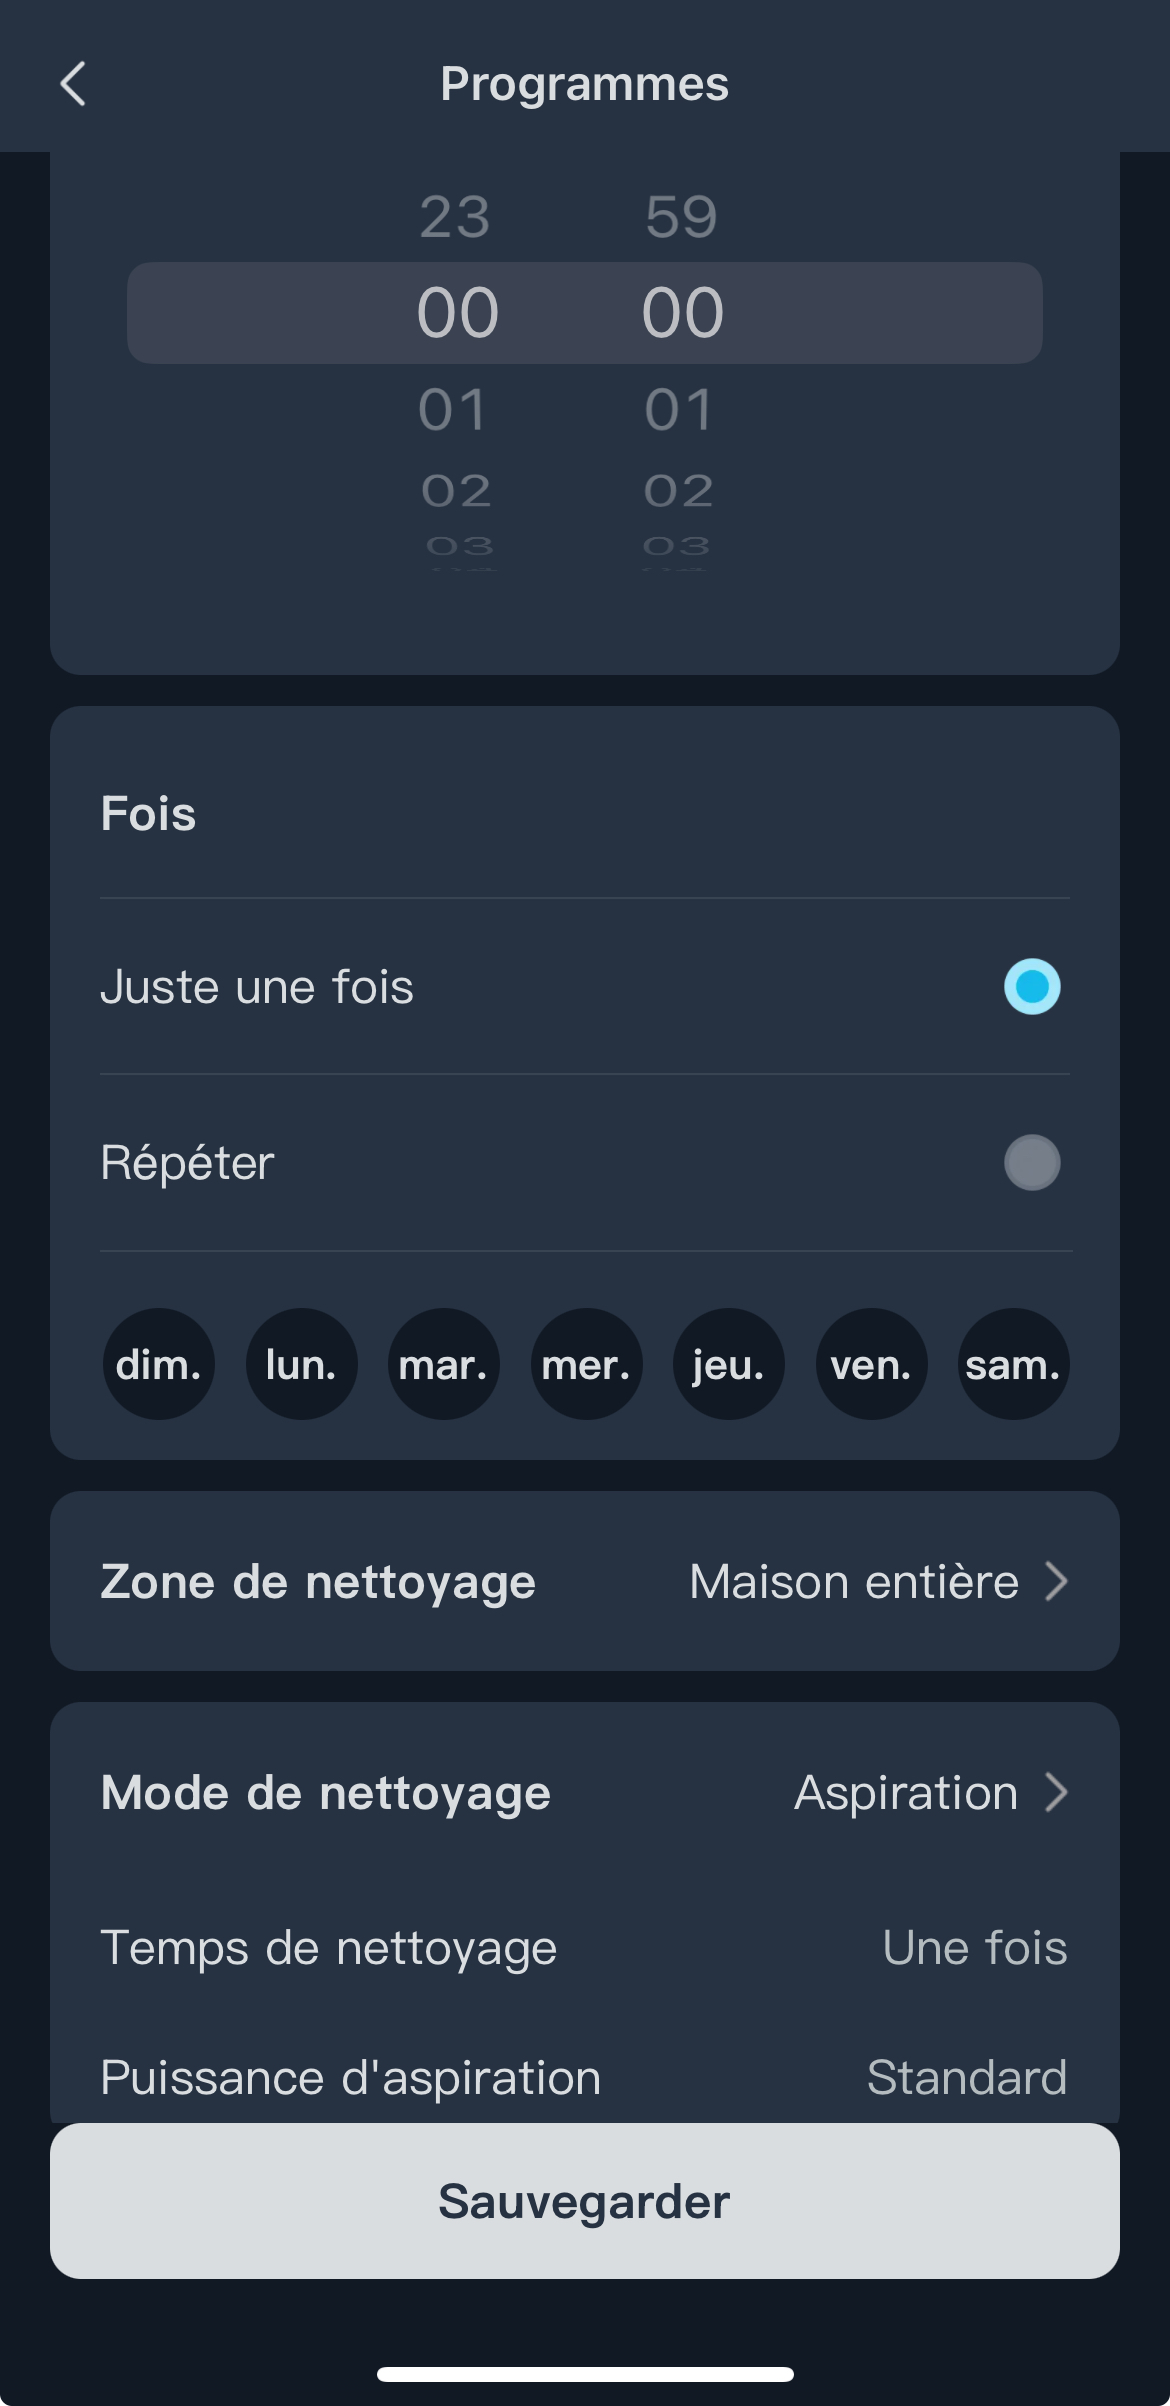 Programmes
23 59
00 00
01 01
02 02
03 03
Fois
Juste une fois
Répéter
dim. lun. mar. mer. jeu. ven. sam.
Zone de nettoyage Maison entière
Mode de nettoyage Aspiration
Temps de nettoyage Une fois
Puissance d'aspiration Standard
Sauvegarder